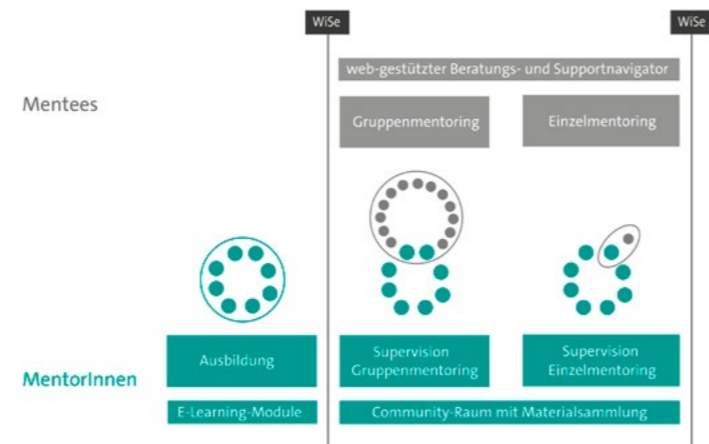 WiSe
WiSe
web-gestützter Beratungs- und Supportnavigator
Mentees
Gruppenmentoring
Einzelmentoring
Ausbildung
Supervision
Gruppenmentoring
Supervision
Einzelmentoring
MentorInnen
E-Learning-Module
Community-Raum mit Materialsammlung